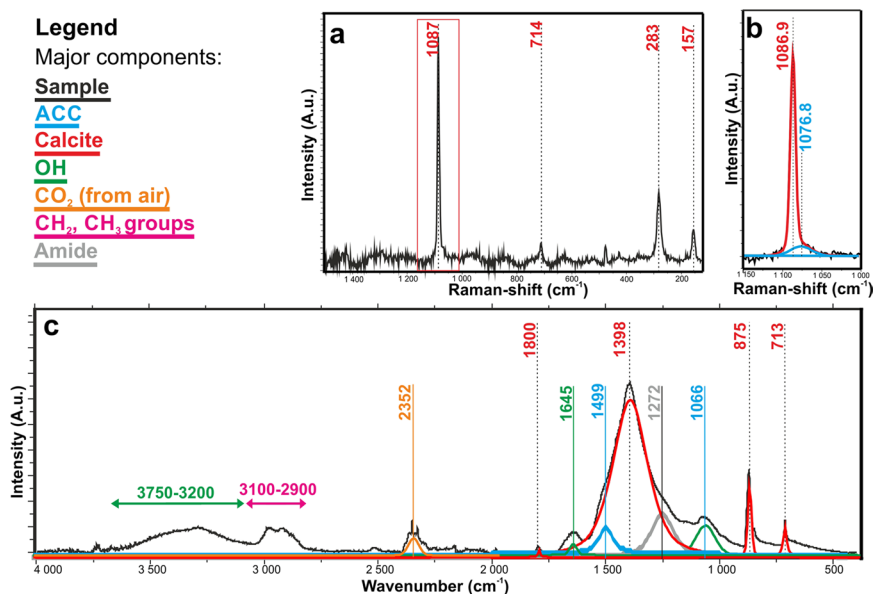 Legend
Major components:
Sample
ACC
Calcite
OH
CO₂ (from air)
CH₂, CH₃ groups
Amide
a
1087
714
283
157
Intensity (A.u.)
1 400 1 200 1 000 800 600 400 200
Raman-shift (cm⁻¹)
b
1086.9
1076.8
Intensity (A.u.)
1 150 1 100 1 050 1 000
Raman-shift (cm⁻¹)
c
2352
1800
1645
1499
1398
1272
1066
875
713
3750-3200
3100-2900
Intensity (A.u.)
4 000 3 500 3 000 2 500 2 000 1 500 1 000 500
Wavenumber (cm⁻¹)